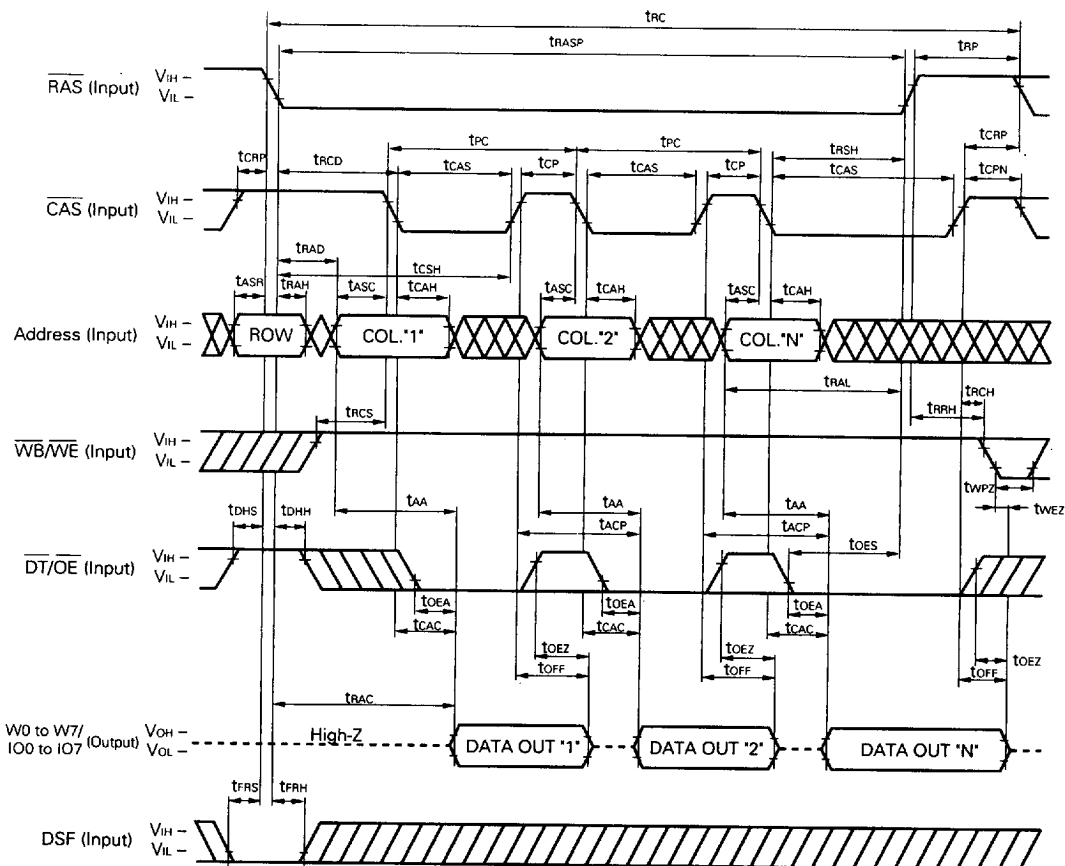 tRC
tRASP
tRP
RAS (Input)
VIH
VIL
tCRP
tRCD
tPC
tPC
tRSH
tCRP
tCAS
tCP
tCAS
tCP
tCAS
tCPN
CAS (Input)
VIH
VIL
tRAD
tCSH
tASR
tRAH
tASC
tCAH
tASC
tCAH
tASC
tCAH
Address (Input)
VIH
VIL
ROW
COL."1"
COL."2"
COL."N"
tRAL
tRCH
tRRH
tRCS
WB/WE (Input)
VIH
VIL
tWPZ
tWEZ
tAA
tAA
tAA
tDHS
tDHH
tACP
tACP
tOES
DT/OE (Input)
VIH
VIL
tOEA
tOEA
tOEA
tCAC
tCAC
tCAC
tOEZ
tOEZ
tOEZ
tOFF
tOFF
tOFF
tRAC
W0 to W7/
IO0 to IO7 (Output)
VOH
VOL
High-Z
DATA OUT "1"
DATA OUT "2"
DATA OUT "N"
tFRS
tFRH
DSF (Input)
VIH
VIL